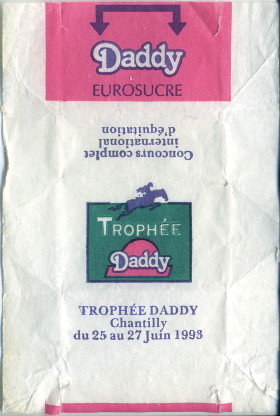 Daddy
EUROSUCRE
Concours complet
international
d'équitation
TROPHÉE
Daddy
TROPHÉE DADDY
Chantilly
du 25 au 27 Juin 1993